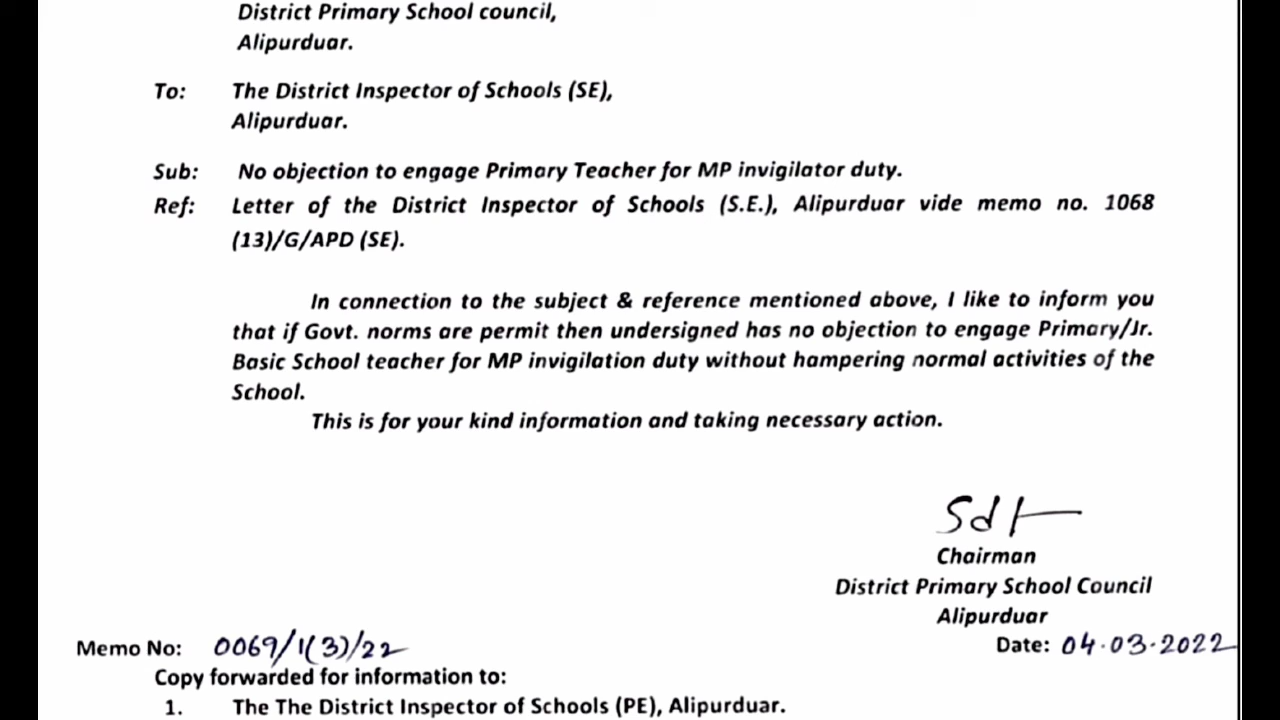 District Primary School council,
Alipurduar.
To: The District Inspector of Schools (SE),
Alipurduar.
Sub: No objection to engage Primary Teacher for MP invigilator duty.
Ref: Letter of the District Inspector of Schools (S.E.), Alipurduar vide memo no. 1068
(13)/G/APD (SE).
In connection to the subject & reference mentioned above, I like to inform you
that if Govt. norms are permit then undersigned has no objection to engage Primary/Jr.
Basic School teacher for MP invigilation duty without hampering normal activities of the
School.
This is for your kind information and taking necessary action.
Sd/-
Chairman
District Primary School Council
Alipurduar
Memo No: 0069/1(3)/22 Date: 04.03.2022
Copy forwarded for information to:
1. The The District Inspector of Schools (PE), Alipurduar.